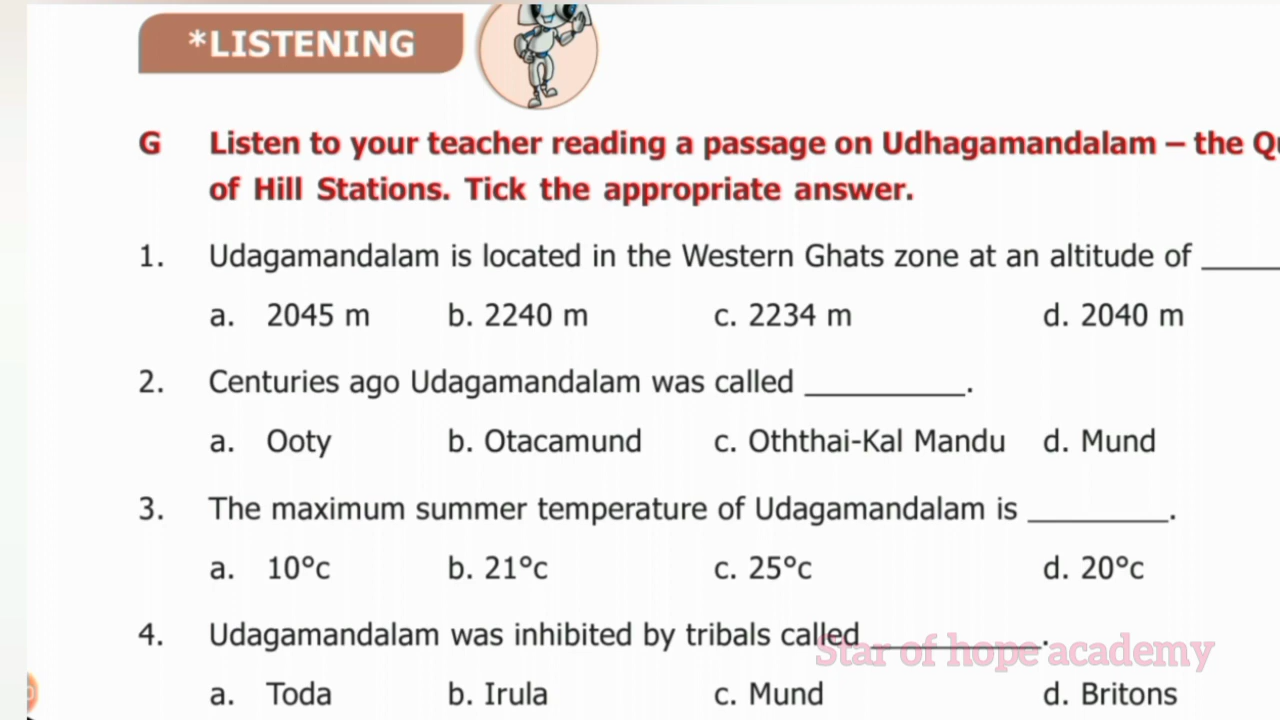 *LISTENING
G Listen to your teacher reading a passage on Udhagamandalam – the
of Hill Stations. Tick the appropriate answer.
1. Udagamandalam is located in the Western Ghats zone at an altitude of ______
a. 2045 m b. 2240 m c. 2234 m d. 2040 m
2. Centuries ago Udagamandalam was called __________.
a. Ooty b. Otacamund c. Oththai-Kal Mandu d. Mund
3. The maximum summer temperature of Udagamandalam is _________.
a. 10°c b. 21°c c. 25°c d. 20°c
4. Udagamandalam was inhibited by tribals called ___________.
Star of hope academy
a. Toda b. Irula c. Mund d. Britons